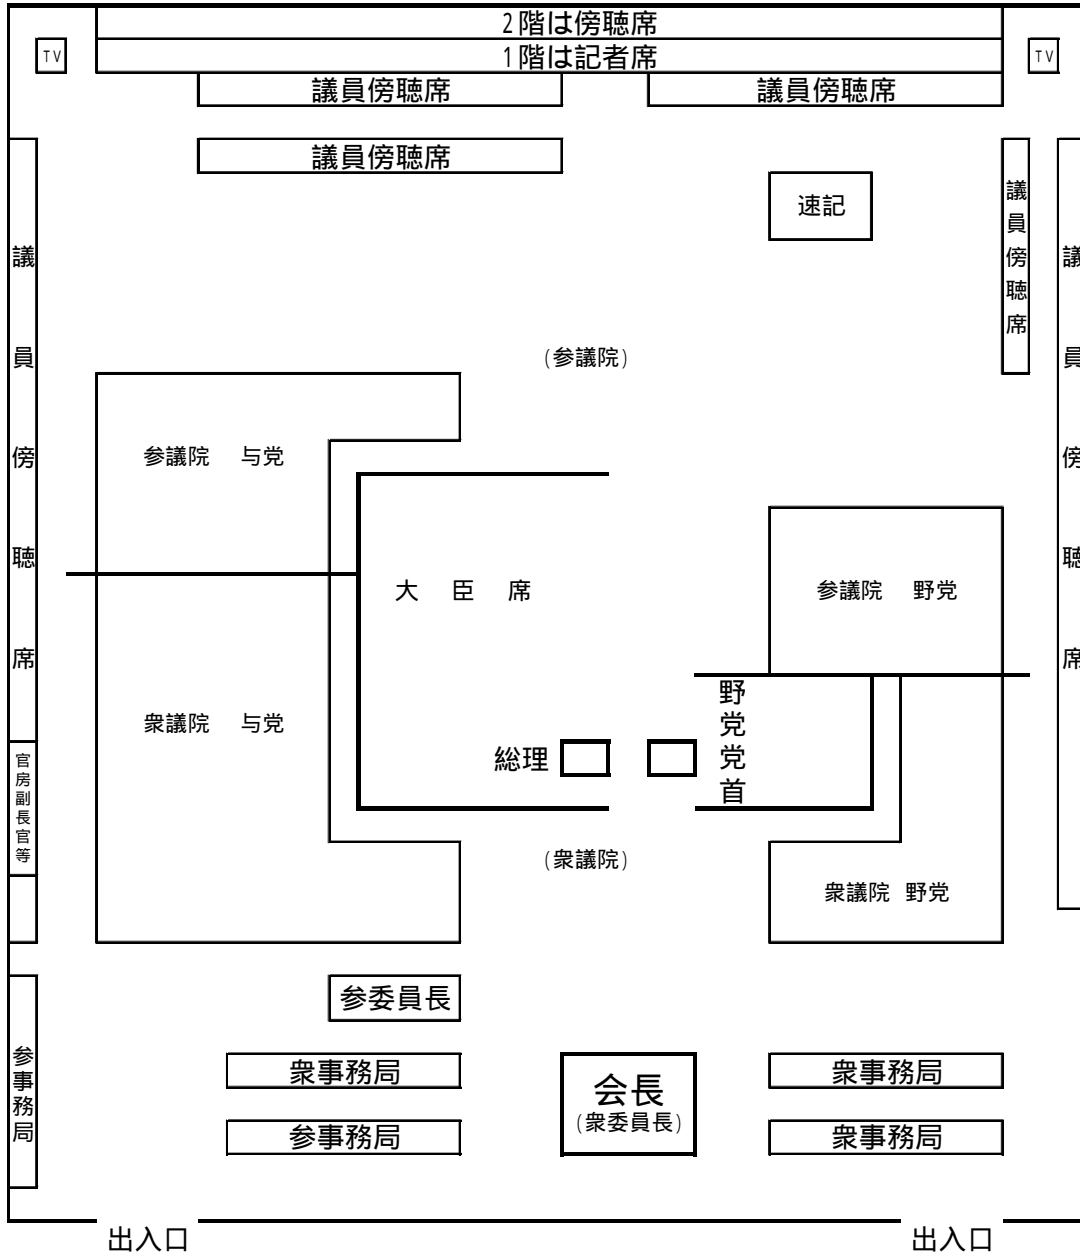 2階は傍聴席
1階は記者席
TV
TV
議員傍聴席
議員傍聴席
議員傍聴席
速記
議員傍聴席
議員傍聴席
議員傍聴席
(参議院)
参議院 与党
大臣席
参議院 野党
衆議院 与党
野党党首
総理
官房副長官等
(衆議院)
衆議院 野党
参委員長
参事務局
衆事務局
会長
(衆委員長)
衆事務局
参事務局
衆事務局
出入口
出入口